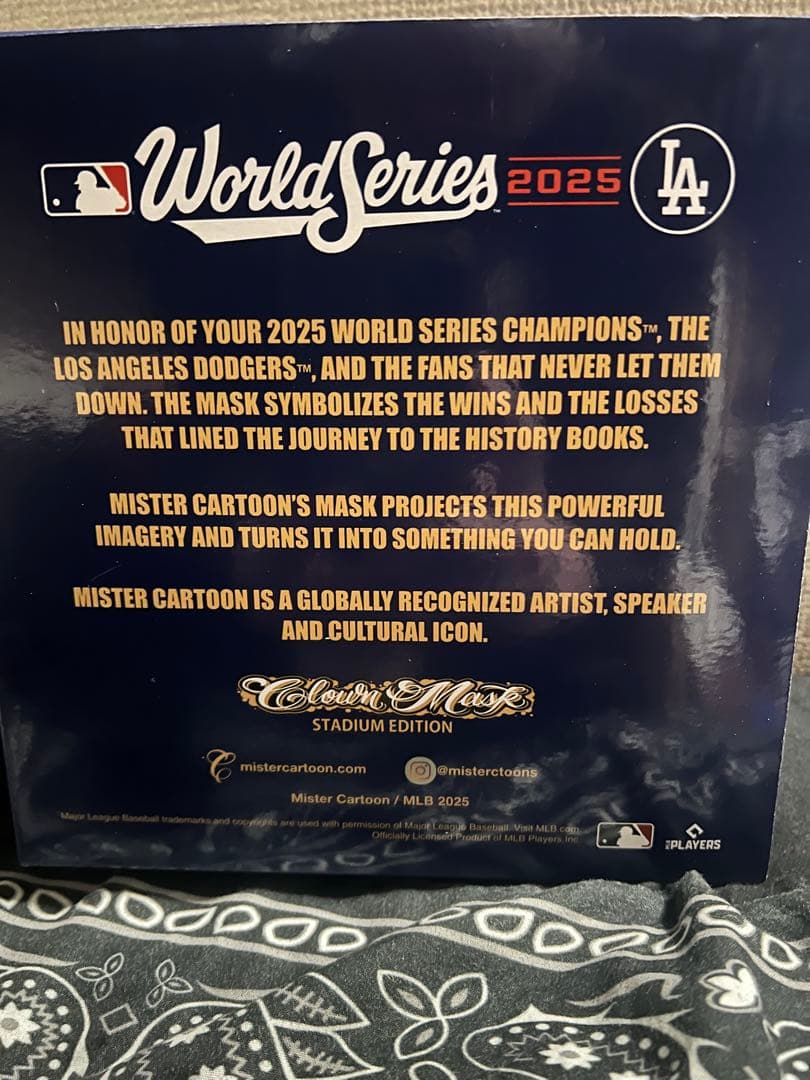 World Series 2025 LA
IN HONOR OF YOUR 2025 WORLD SERIES CHAMPIONS™, THE
LOS ANGELES DODGERS™, AND THE FANS THAT NEVER LET THEM
DOWN. THE MASK SYMBOLIZES THE WINS AND THE LOSSES
THAT LINED THE JOURNEY TO THE HISTORY BOOKS.
MISTER CARTOON'S MASK PROJECTS THIS POWERFUL
IMAGERY AND TURNS IT INTO SOMETHING YOU CAN HOLD.
MISTER CARTOON IS A GLOBALLY RECOGNIZED ARTIST, SPEAKER
AND CULTURAL ICON.
Clown Mask
STADIUM EDITION
mistercartoon.com @misterctoons
Mister Cartoon / MLB 2025
Major League Baseball trademarks and copyrights are used with permission of Major League Baseball. Visit MLB.com
Officially Licensed Product of MLB Players, Inc
PLAYERS